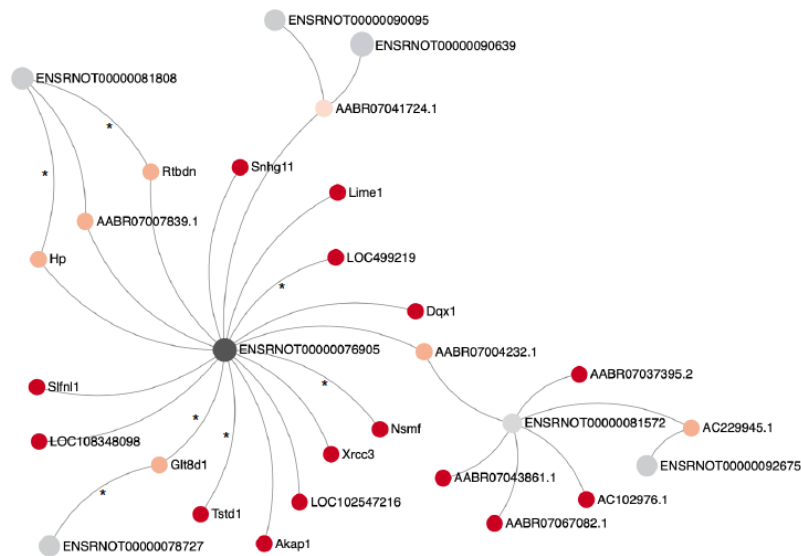 ENSRNOT00000090095
ENSRNOT00000090639
ENSRNOT00000081808
AABR07041724.1
*
Rtbdn
Snhg11
*
Lime1
AABR07007839.1
Hp
LOC499219
*
Dqx1
ENSRNOT00000076905
AABR07004232.1
AABR07037395.2
Slfnl1
*
Nsmf
ENSRNOT00000081572
AC229945.1
*
*
LOC108348098
Xrcc3
Glt8d1
ENSRNOT00000092675
AABR07043861.1
*
LOC102547216
AC102976.1
Tstd1
AABR07067082.1
ENSRNOT00000078727
Akap1